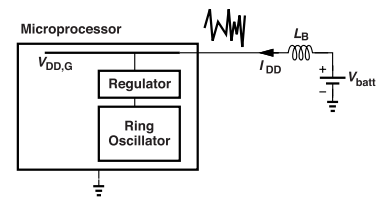 Microprocessor
L_B
V_DD,G
I_DD
+
V_batt
−
Regulator
Ring
Oscillator